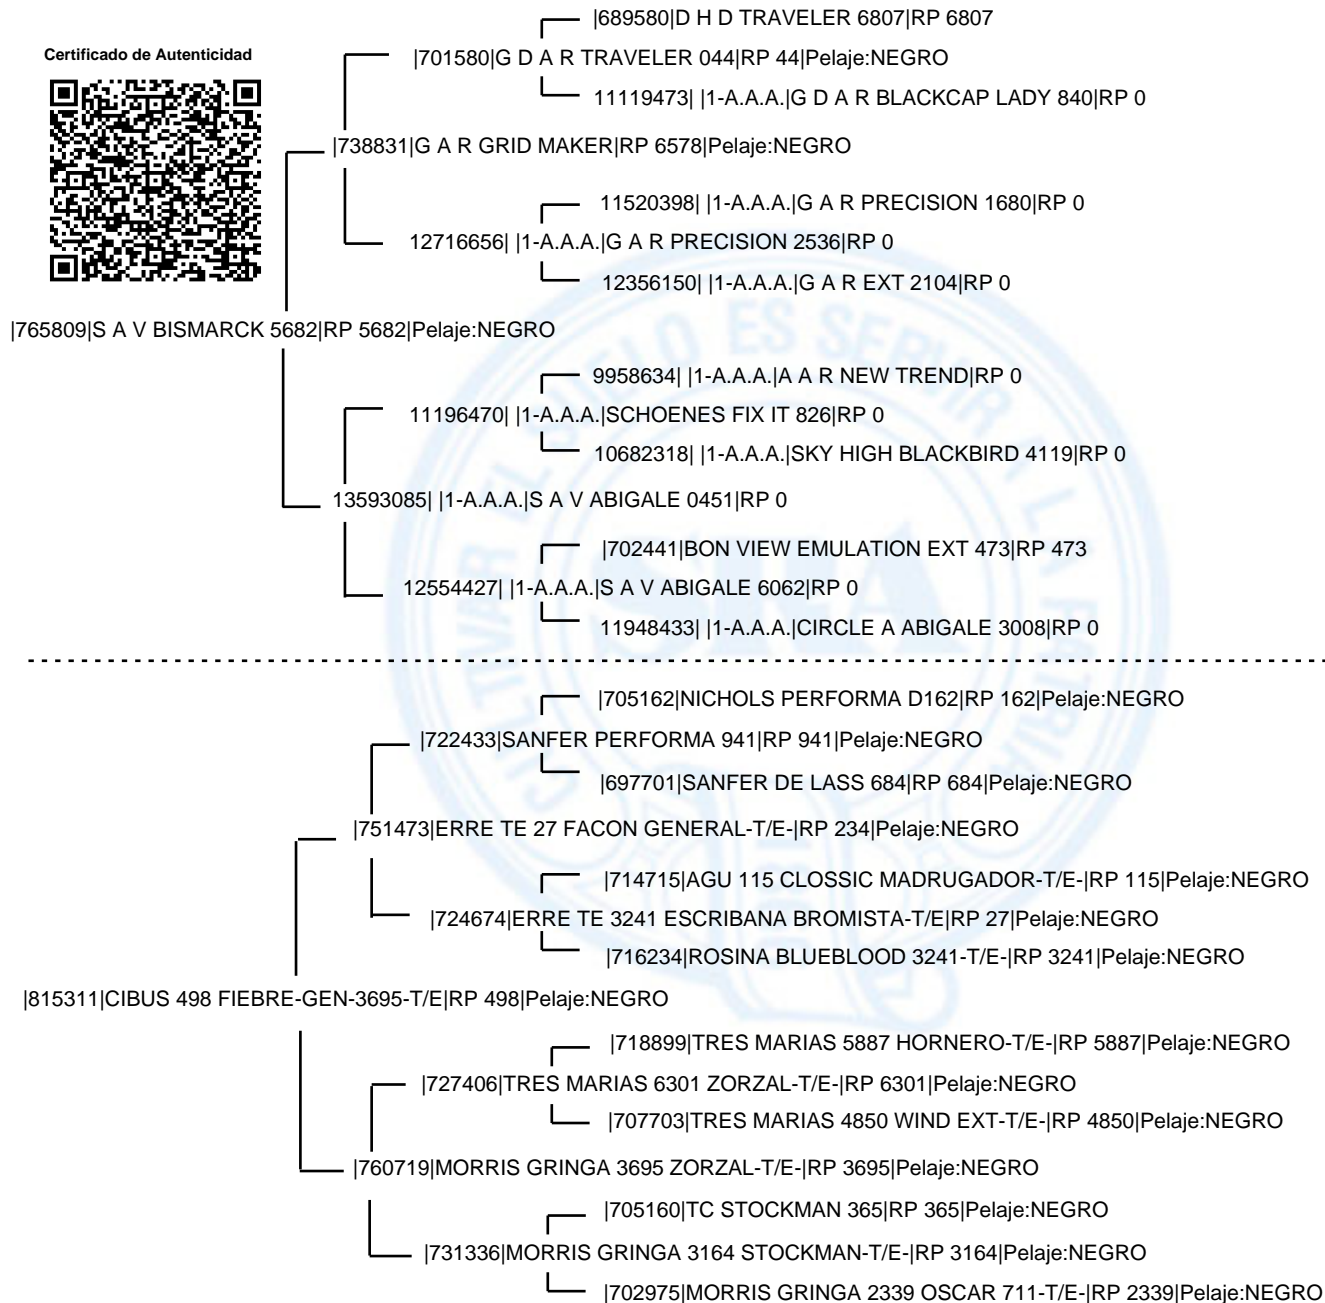 |689580|D H D TRAVELER 6807|RP 6807
Certificado de Autenticidad
|701580|G D A R TRAVELER 044|RP 44|Pelaje:NEGRO
11119473| |1-A.A.A.|G D A R BLACKCAP LADY 840|RP 0
|738831|G A R GRID MAKER|RP 6578|Pelaje:NEGRO
11520398| |1-A.A.A.|G A R PRECISION 1680|RP 0
12716656| |1-A.A.A.|G A R PRECISION 2536|RP 0
12356150| |1-A.A.A.|G A R EXT 2104|RP 0
|765809|S A V BISMARCK 5682|RP 5682|Pelaje:NEGRO
9958634| |1-A.A.A.|A A R NEW TREND|RP 0
11196470| |1-A.A.A.|SCHOENES FIX IT 826|RP 0
10682318| |1-A.A.A.|SKY HIGH BLACKBIRD 4119|RP 0
13593085| |1-A.A.A.|S A V ABIGALE 0451|RP 0
|702441|BON VIEW EMULATION EXT 473|RP 473
12554427| |1-A.A.A.|S A V ABIGALE 6062|RP 0
11948433| |1-A.A.A.|CIRCLE A ABIGALE 3008|RP 0
CULTIVAR EL SUELO ES SERVIR A LA PATRIA
SRA
|705162|NICHOLS PERFORMA D162|RP 162|Pelaje:NEGRO
|722433|SANFER PERFORMA 941|RP 941|Pelaje:NEGRO
|697701|SANFER DE LASS 684|RP 684|Pelaje:NEGRO
|751473|ERRE TE 27 FACON GENERAL-T/E-|RP 234|Pelaje:NEGRO
|714715|AGU 115 CLOSSIC MADRUGADOR-T/E-|RP 115|Pelaje:NEGRO
|724674|ERRE TE 3241 ESCRIBANA BROMISTA-T/E|RP 27|Pelaje:NEGRO
|716234|ROSINA BLUEBLOOD 3241-T/E-|RP 3241|Pelaje:NEGRO
|815311|CIBUS 498 FIEBRE-GEN-3695-T/E|RP 498|Pelaje:NEGRO
|718899|TRES MARIAS 5887 HORNERO-T/E-|RP 5887|Pelaje:NEGRO
|727406|TRES MARIAS 6301 ZORZAL-T/E-|RP 6301|Pelaje:NEGRO
|707703|TRES MARIAS 4850 WIND EXT-T/E-|RP 4850|Pelaje:NEGRO
|760719|MORRIS GRINGA 3695 ZORZAL-T/E-|RP 3695|Pelaje:NEGRO
|705160|TC STOCKMAN 365|RP 365|Pelaje:NEGRO
|731336|MORRIS GRINGA 3164 STOCKMAN-T/E-|RP 3164|Pelaje:NEGRO
|702975|MORRIS GRINGA 2339 OSCAR 711-T/E-|RP 2339|Pelaje:NEGRO